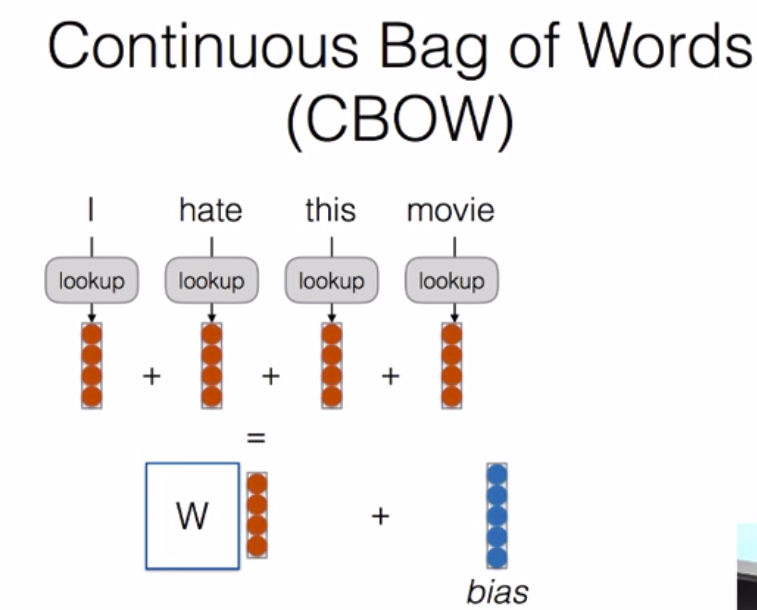 Continuous Bag of Words
(CBOW)
I hate this movie
lookup lookup lookup lookup
+ + +
=
W +
bias